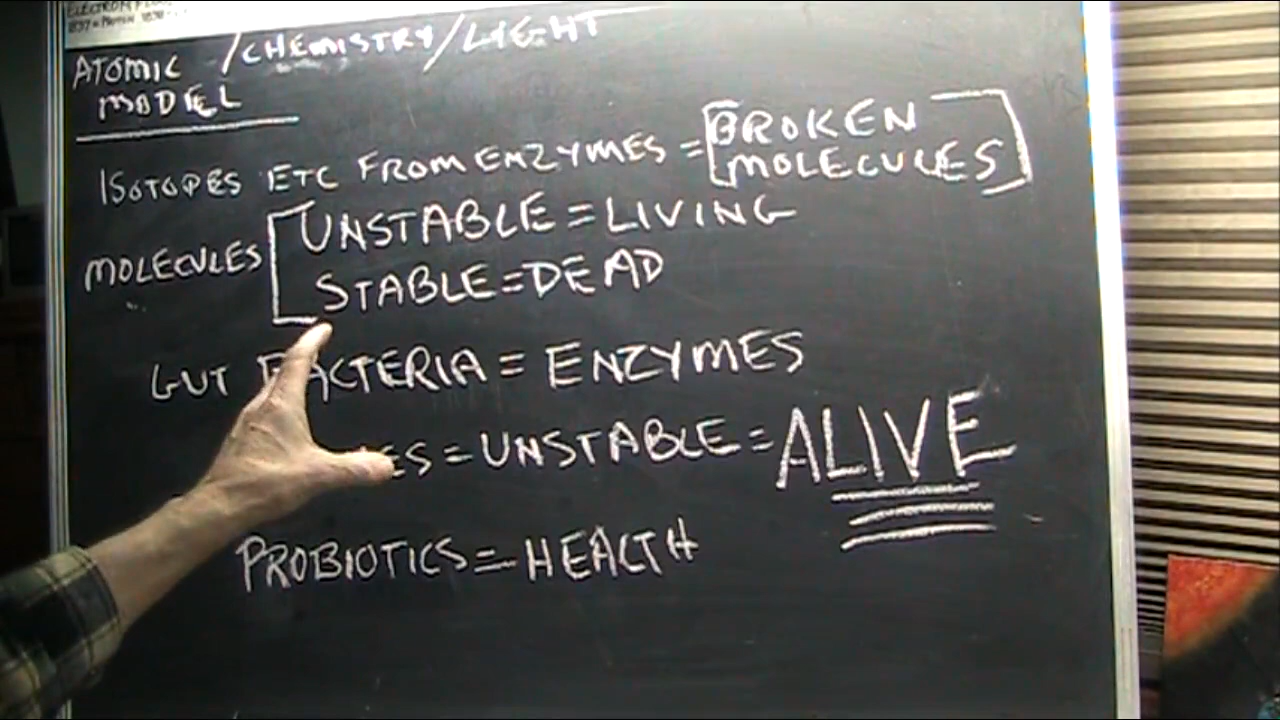 ATOMIC /CHEMISTRY/LIGHT
MODEL
ISOTOPES ETC FROM ENZYMES = [BROKEN
MOLECULES]
MOLECULES [UNSTABLE = LIVING
STABLE = DEAD
GUT BACTERIA = ENZYMES
= UNSTABLE = ALIVE
PROBIOTICS = HEALTH